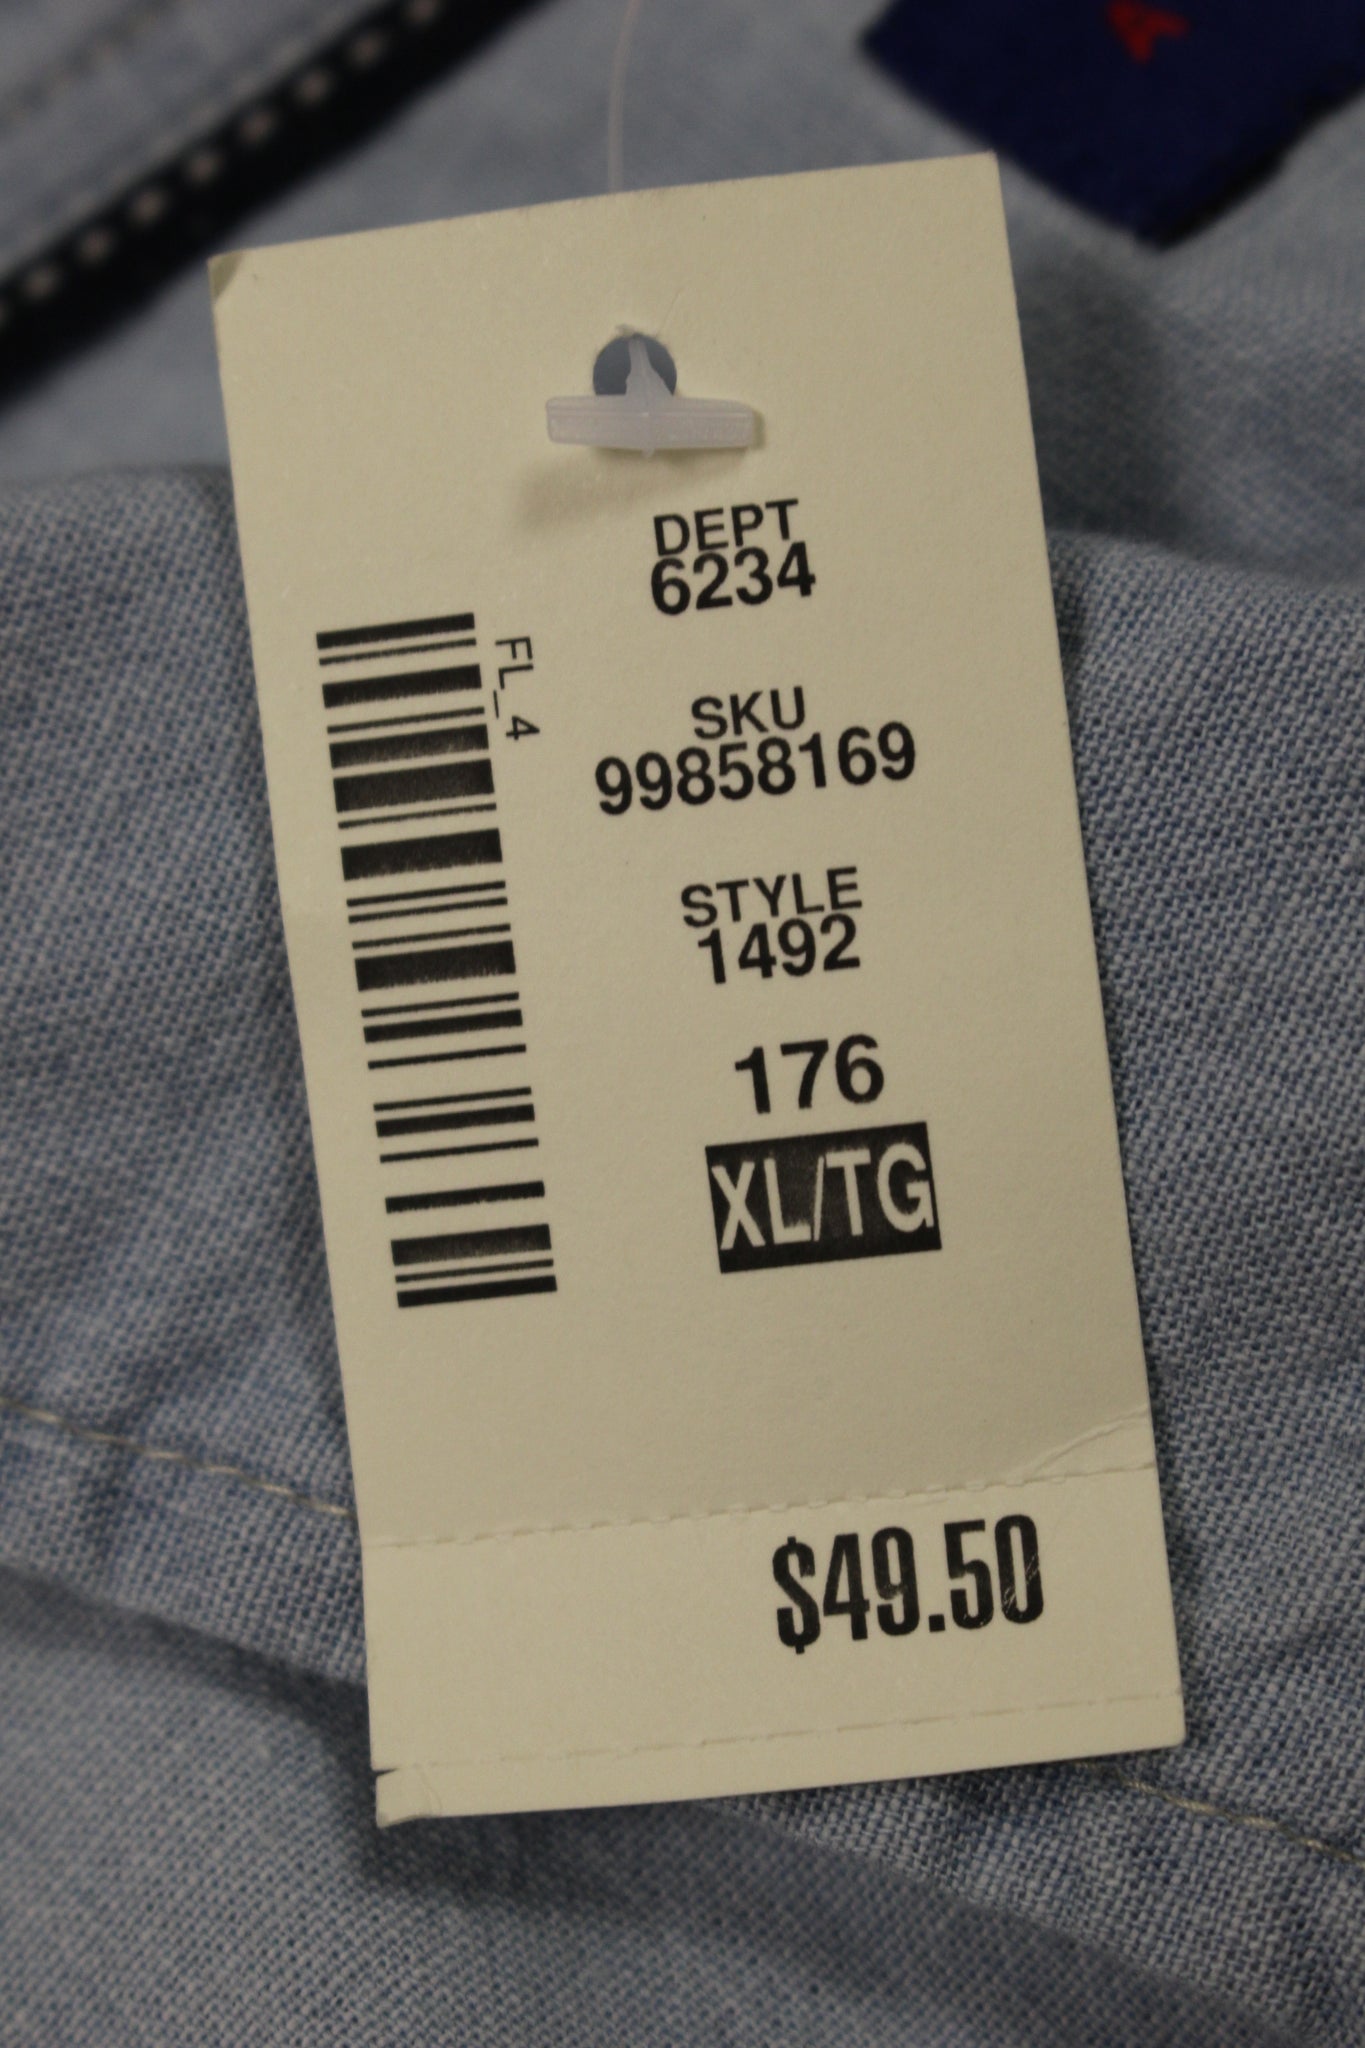 DEPT
6234
FL_4
SKU
99858169
STYLE
1492
176
XL/TG
$49.50